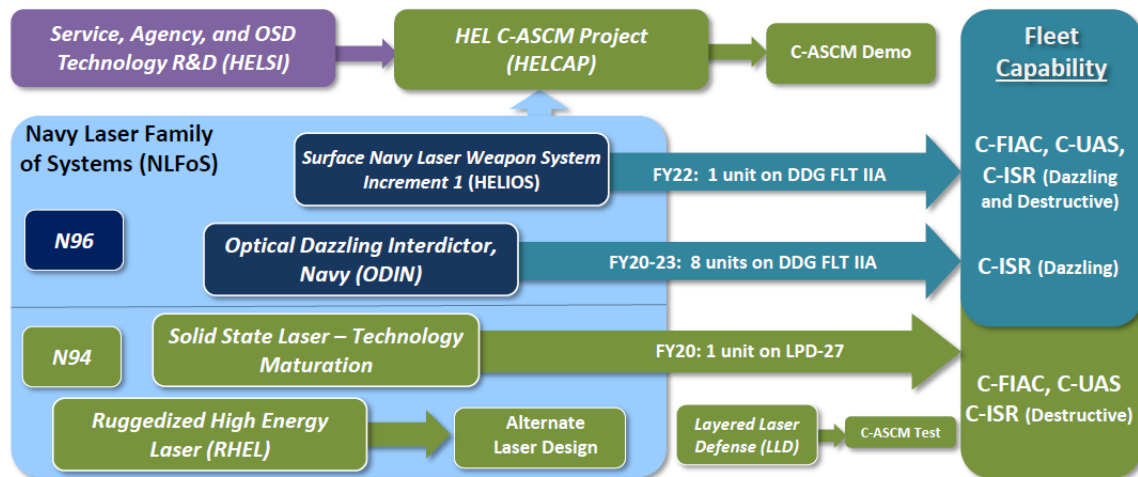 Service, Agency, and OSD
Technology R&D (HELSI)
HEL C-ASCM Project
(HELCAP)
C-ASCM Demo
Fleet
Capability
Navy Laser Family
of Systems (NLFoS)
Surface Navy Laser Weapon System
Increment 1 (HELIOS)
FY22: 1 unit on DDG FLT IIA
C-FIAC, C-UAS,
C-ISR (Dazzling
and Destructive)
N96
Optical Dazzling Interdictor,
Navy (ODIN)
FY20-23: 8 units on DDG FLT IIA
C-ISR (Dazzling)
N94
Solid State Laser – Technology
Maturation
FY20: 1 unit on LPD-27
C-FIAC, C-UAS
C-ISR (Destructive)
Ruggedized High Energy
Laser (RHEL)
Alternate
Laser Design
Layered Laser
Defense (LLD)
C-ASCM Test